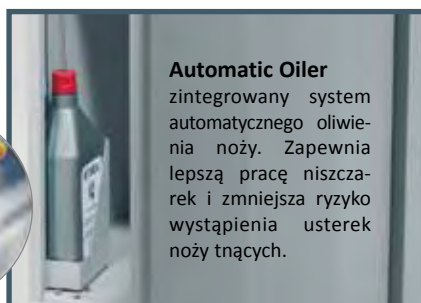 Automatic Oiler
zintegrowany system
automatycznego oliwie-
nia noży. Zapewnia
lepszą pracę niszcza-
rek i zmniejsza ryzyko
wystąpienia usterek
noży tnących.